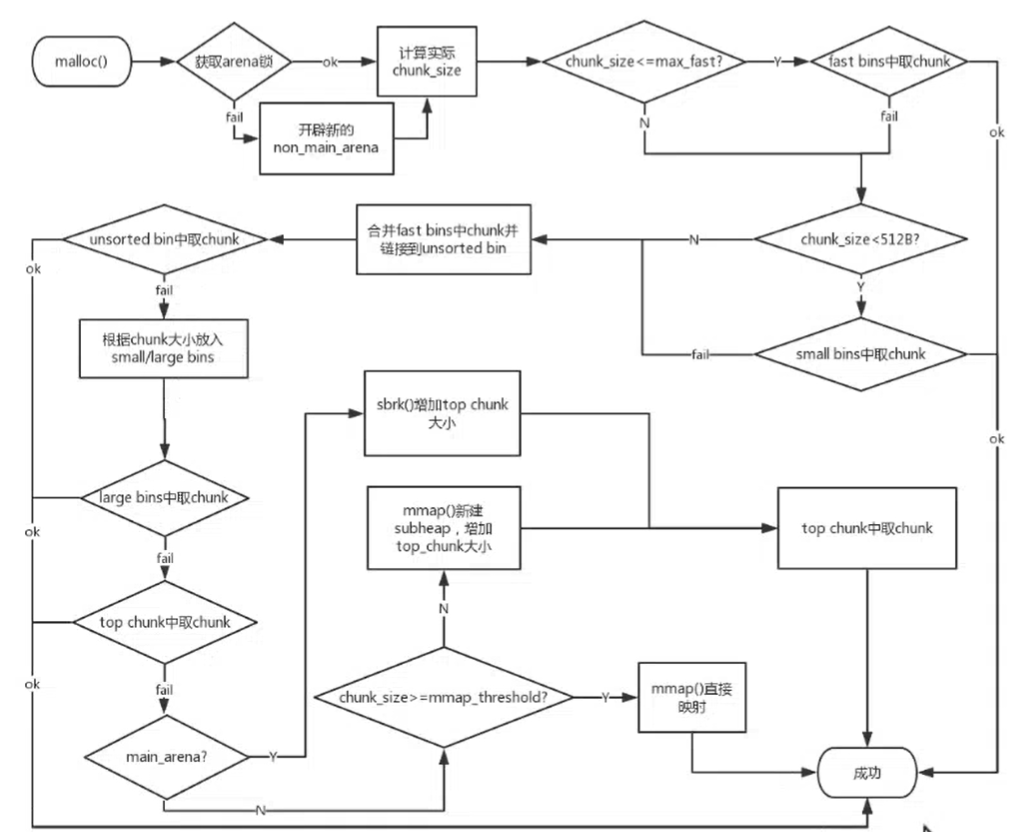 malloc()
获取arena锁
ok
计算实际
chunk_size
chunk_size<=max_fast?
Y
fast bins中取chunk
fail
开辟新的
non_main_arena
N
fail
ok
unsorted bin中取chunk
合并fast bins中chunk并
链接到unsorted bin
N
chunk_size<512B?
ok
fail
Y
根据chunk大小放入
small/large bins
fail
small bins中取chunk
sbrk()增加top chunk
大小
ok
large bins中取chunk
mmap()新建
subheap，增加
top_chunk大小
top chunk中取chunk
ok
fail
N
top chunk中取chunk
ok
fail
chunk_size>=mmap_threshold?
Y
mmap()直接
映射
main_arena?
Y
成功
N